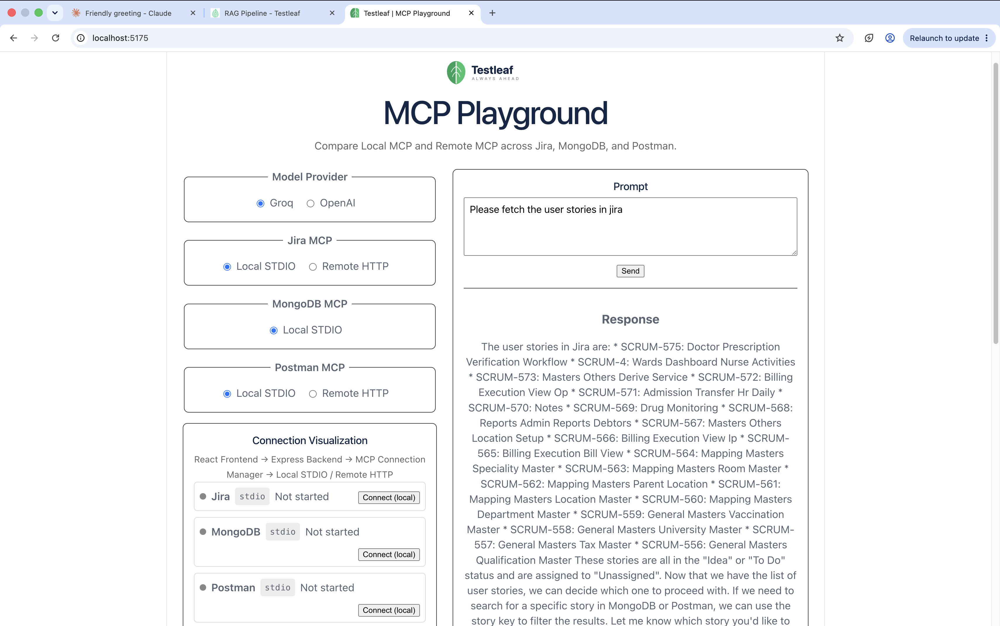 Friendly greeting - Claude
RAG Pipeline - Testleaf
Testleaf | MCP Playground
localhost:5175
Relaunch to update
Testleaf
ALWAYS AHEAD
MCP Playground
Compare Local MCP and Remote MCP across Jira, MongoDB, and Postman.
Model Provider
Groq OpenAI
Jira MCP
Local STDIO Remote HTTP
MongoDB MCP
Local STDIO
Postman MCP
Local STDIO Remote HTTP
Connection Visualization
React Frontend → Express Backend → MCP Connection
Manager → Local STDIO / Remote HTTP
Jira stdio Not started Connect (local)
MongoDB stdio Not started
Connect (local)
Postman stdio Not started
Connect (local)
Prompt
Please fetch the user stories in jira
Send
Response
The user stories in Jira are: * SCRUM-575: Doctor Prescription
Verification Workflow * SCRUM-4: Wards Dashboard Nurse Activities
* SCRUM-573: Masters Others Derive Service * SCRUM-572: Billing
Execution View Op * SCRUM-571: Admission Transfer Hr Daily *
SCRUM-570: Notes * SCRUM-569: Drug Monitoring * SCRUM-568:
Reports Admin Reports Debtors * SCRUM-567: Masters Others
Location Setup * SCRUM-566: Billing Execution View Ip * SCRUM-
565: Billing Execution Bill View * SCRUM-564: Mapping Masters
Speciality Master * SCRUM-563: Mapping Masters Room Master *
SCRUM-562: Mapping Masters Parent Location * SCRUM-561:
Mapping Masters Location Master * SCRUM-560: Mapping Masters
Department Master * SCRUM-559: General Masters Vaccination
Master * SCRUM-558: General Masters University Master * SCRUM-
557: General Masters Tax Master * SCRUM-556: General Masters
Qualification Master These stories are all in the "Idea" or "To Do"
status and are assigned to "Unassigned". Now that we have the list of
user stories, we can decide which one to proceed with. If we need to
search for a specific story in MongoDB or Postman, we can use the
story key to filter the results. Let me know which story you'd like to